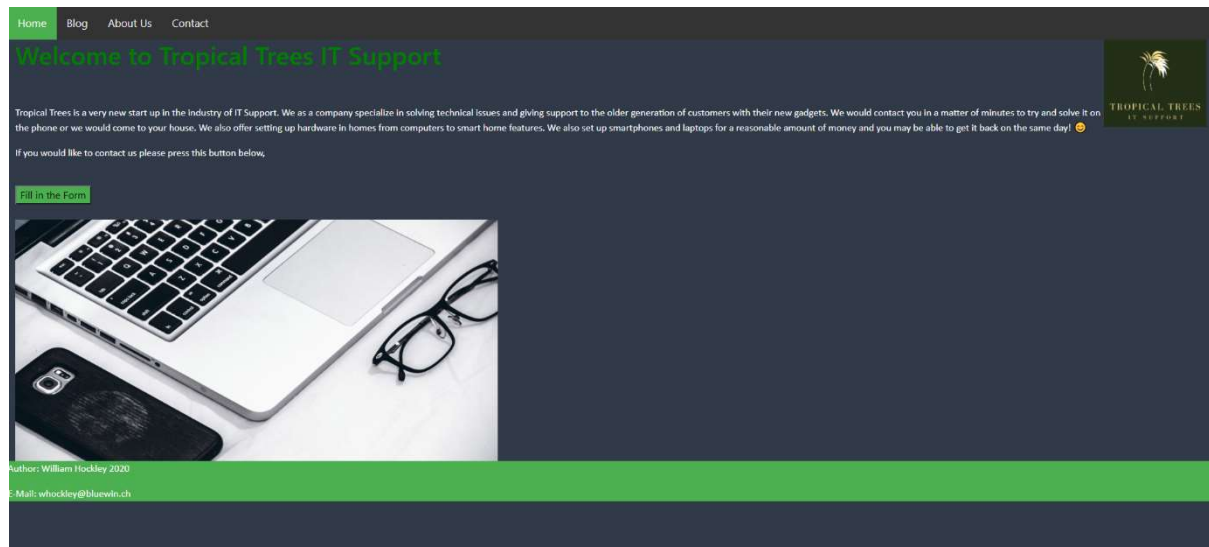 Home Blog About Us Contact
Welcome to Tropical Trees IT Support
TROPICAL TREES
IT SUPPORT
Tropical Trees is a very new start up in the industry of IT Support. We as a company specialize in solving technical issues and giving support to the older generation of customers with their new gadgets. We would contact you in a matter of minutes to try and solve it on
the phone or we would come to your house. We also offer setting up hardware in homes from computers to smart home features. We also set up smartphones and laptops for a reasonable amount of money and you may be able to get it back on the same day! 😀
If you would like to contact us please press this button below,
Fill in the Form
Author: William Hockley 2020
E-Mail: whockley@bluewin.ch